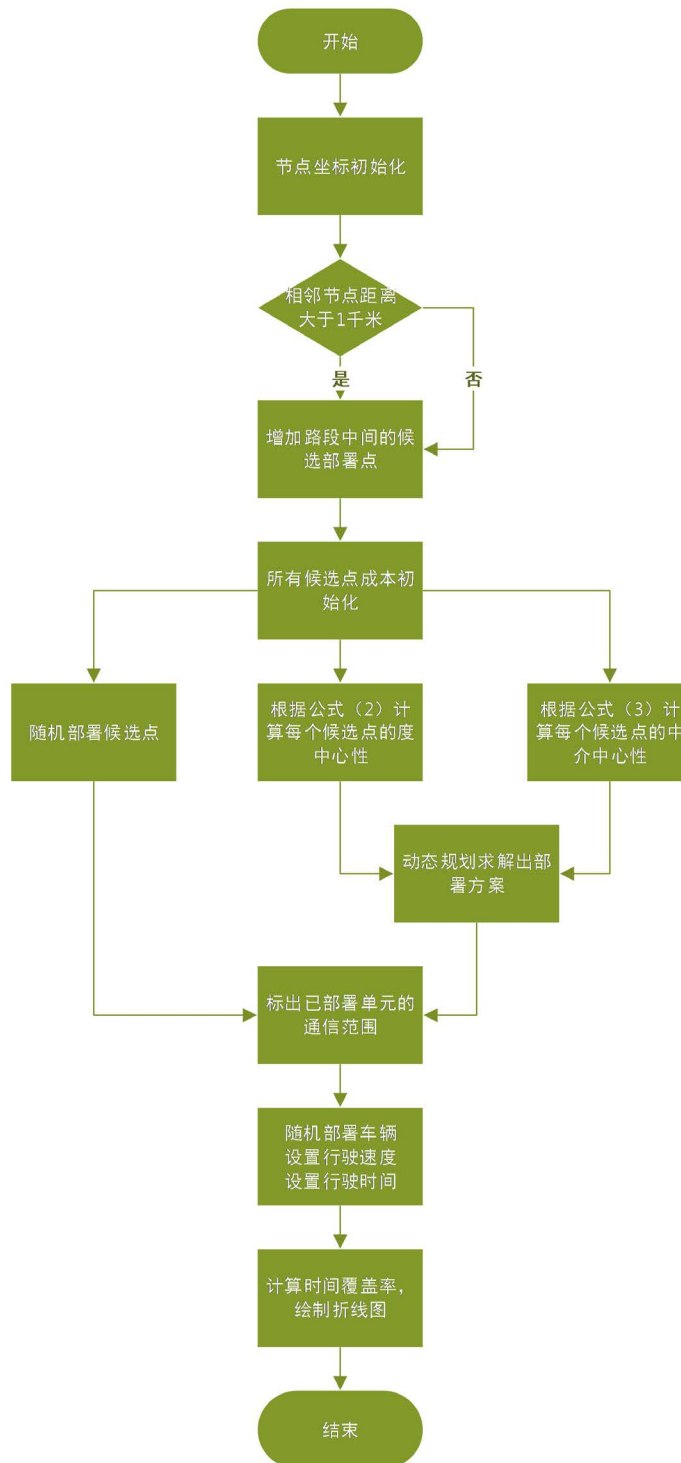 开始
节点坐标初始化
相邻节点距离
大于1千米
是
否
增加路段中间的候
选部署点
所有候选点成本初
始化
随机部署候选点
根据公式（2）计
算每个候选点的度
中心性
根据公式（3）计
算每个候选点的中
介中心性
动态规划求解出部
署方案
标出已部署单元的
通信范围
随机部署车辆
设置行驶速度
设置行驶时间
计算时间覆盖率，
绘制折线图
结束